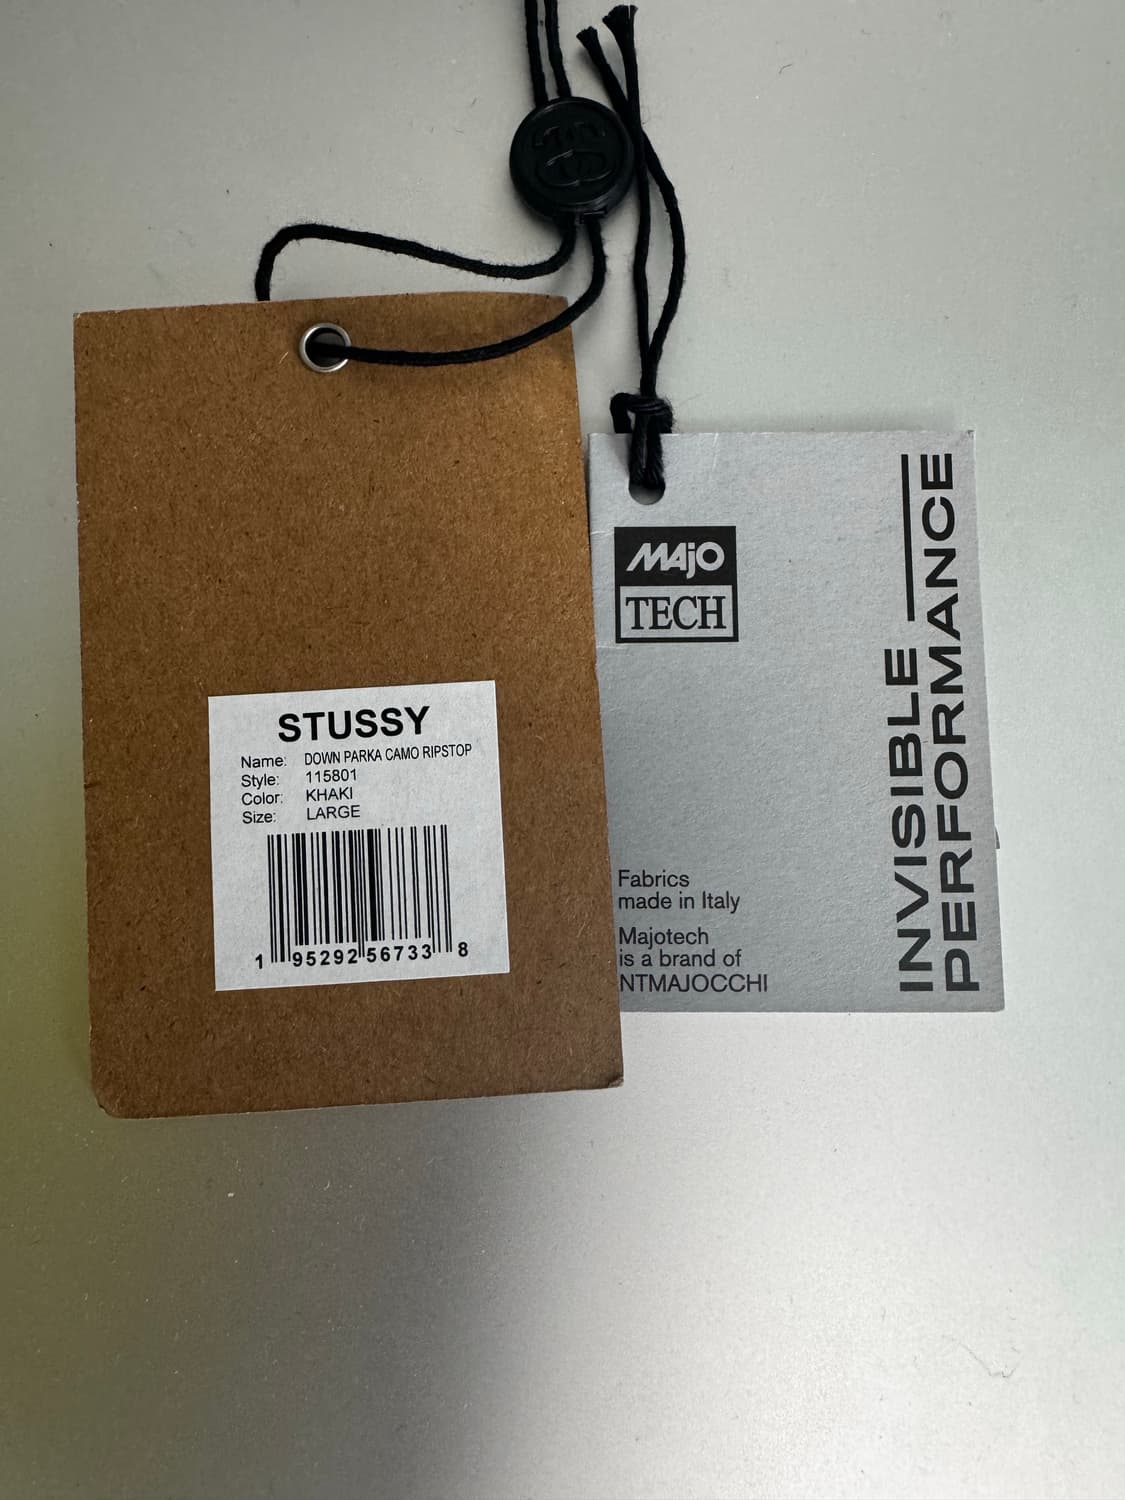 STUSSY
Name: DOWN PARKA CAMO RIPSTOP
Style: 115801
Color: KHAKI
Size: LARGE
1 95292 56733 8
MAjO
TECH
Fabrics
made in Italy
Majotech
is a brand of
NTMAJOCCHI
INVISIBLE
PERFORMANCE